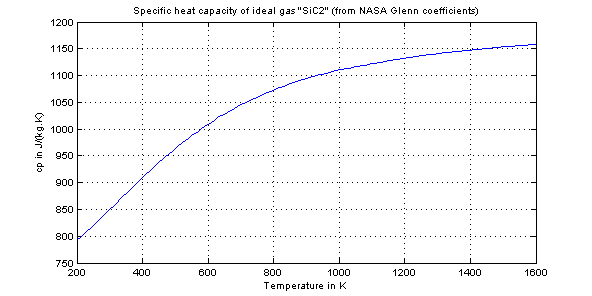 Specific heat capacity of ideal gas "SiC2" (from NASA Glenn coefficients)
1200
1150
1100
1050
1000
950
900
850
800
750
cp in J/(kg.K)
200 400 600 800 1000 1200 1400 1600
Temperature in K